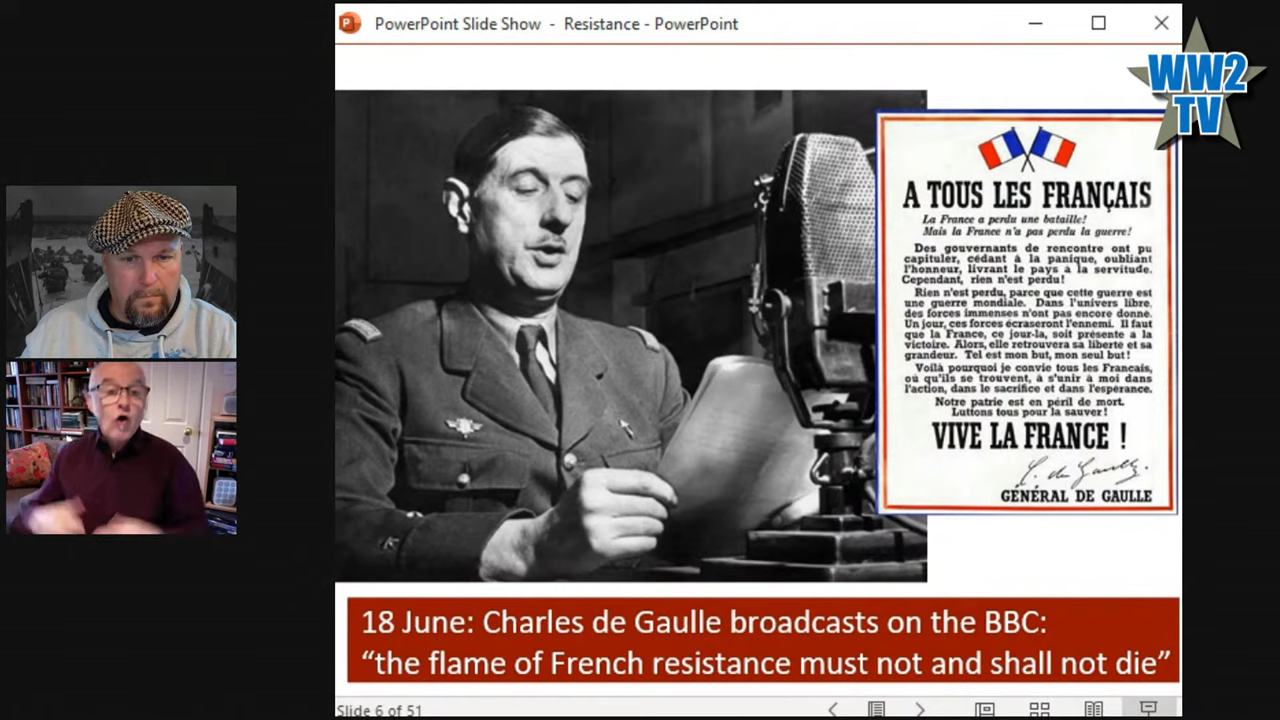 PowerPoint Slide Show - Resistance - PowerPoint
WW2
TV
A TOUS LES FRANÇAIS
La France a perdu une bataille!
Mais la France n'a pas perdu la guerre!
Des gouvernants de rencontre ont pu
capituler, cédant à la panique, oubliant
l'honneur, livrant le pays à la servitude.
Cependant, rien n'est perdu!
Rien n'est perdu, parce que cette guerre est
une guerre mondiale. Dans l'univers libre,
des forces immenses n'ont pas encore donné.
Un jour, ces forces écraseront l'ennemi. Il faut
que la France, ce jour-la, soit présente a la
victoire. Alors, elle retrouvera sa liberte et sa
grandeur. Tel est mon but, mon seul but!
Voilà pourquoi je convie tous les Francais,
où qu'ils se trouvent, à s'unir à moi dans
l'action, dans le sacrifice et dans l'espérance.
Notre patrie est en péril de mort.
Luttons tous pour la sauver!
VIVE LA FRANCE !
GÉNÉRAL DE GAULLE
18 June: Charles de Gaulle broadcasts on the BBC:
“the flame of French resistance must not and shall not die”
Slide 6 of 51